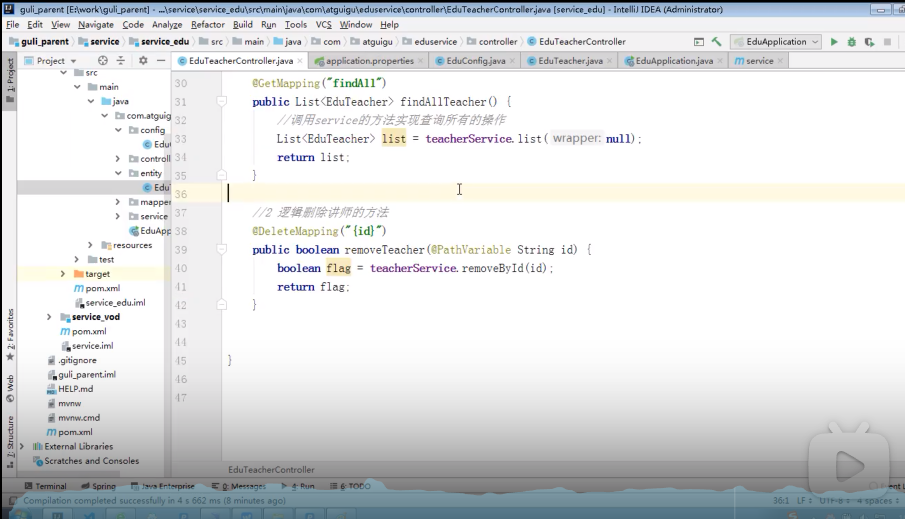 guli_parent [E:\work\guli_parent] - ...\service\service_edu\src\main\java\com\atguigu\eduservice\controller\EduTeacherController.java [service_edu] - IntelliJ IDEA (Administrator)
File Edit View Navigate Code Analyze Refactor Build Run Tools VCS Window Help
guli_parent service service_edu src main java com atguigu eduservice controller EduTeacherController EduApplication
Project EduTeacherController.java application.properties EduConfig.java EduTeacher.java EduApplication.java service
1: Project
src
main
java
com.atguig
config
Edu
control
entity
EduT
mappe
service
EduApp
resources
test
target
pom.xml
service_edu.iml
service_vod
pom.xml
service.iml
.gitignore
guli_parent.iml
HELP.md
mvnw
mvnw.cmd
pom.xml
External Libraries
Scratches and Consoles
2: Favorites
Web
7: Structure
30 @GetMapping("findAll")
31 public List<EduTeacher> findAllTeacher() {
32 //调用service的方法实现查询所有的操作
33 List<EduTeacher> list = teacherService.list( wrapper: null);
34 return list;
35 }
36
37 //2 逻辑删除讲师的方法
38 @DeleteMapping("{id}")
39 public boolean removeTeacher(@PathVariable String id) {
40 boolean flag = teacherService.removeById(id);
41 return flag;
42 }
43
44
45 }
46
47
EduTeacherController
Terminal Spring Java Enterprise 0: Messages 4: Run 6: TODO
Compilation completed successfully in 4 s 662 ms (8 minutes ago) 36:1 LF UTF-8 4 spaces